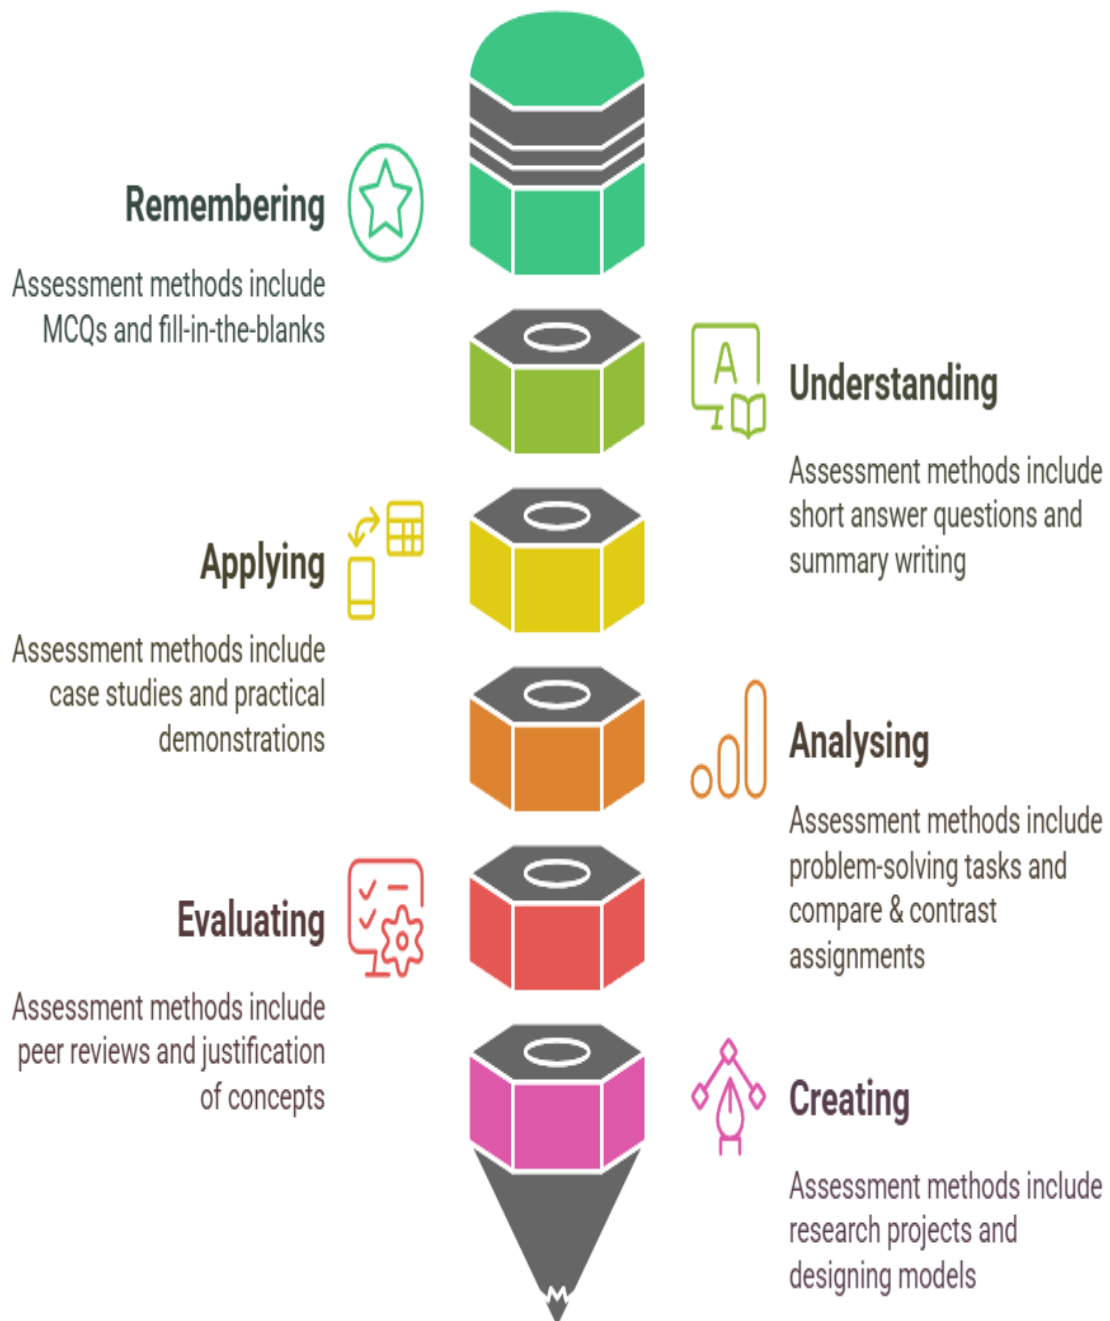 Remembering
Assessment methods include
MCQs and fill-in-the-blanks
A
Understanding
Assessment methods include
short answer questions and
summary writing
Applying
Assessment methods include
case studies and practical
demonstrations
Analysing
Assessment methods include
problem-solving tasks and
compare & contrast
assignments
Evaluating
Assessment methods include
peer reviews and justification
of concepts
Creating
Assessment methods include
research projects and
designing models